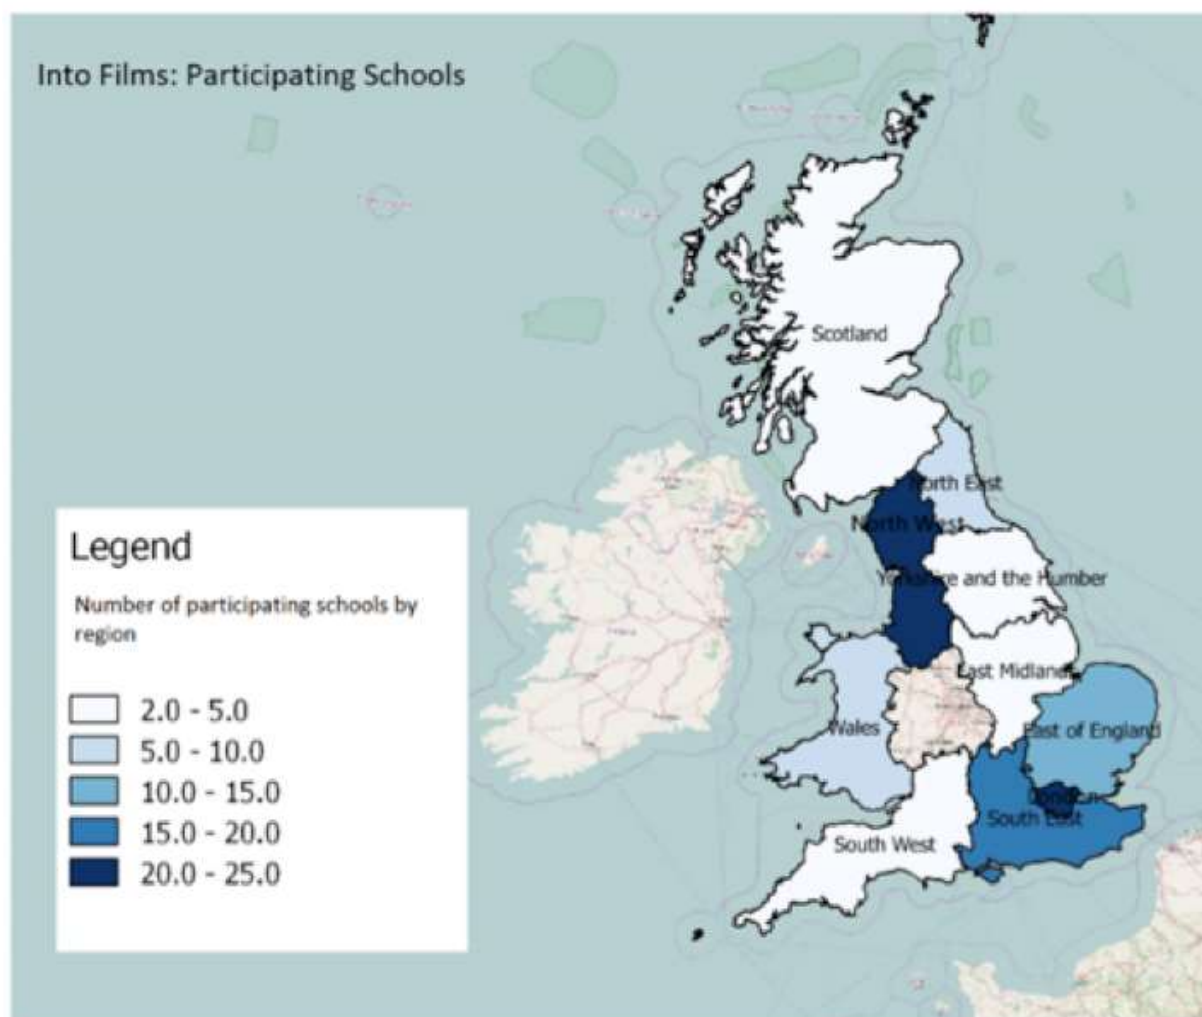 Into Films: Participating Schools
Scotland
North East
North West
Yorkshire and the Humber
East Midland
Wales
East of England
London
South East
South West
Legend
Number of participating schools by
region
2.0 - 5.0
5.0 - 10.0
10.0 - 15.0
15.0 - 20.0
20.0 - 25.0